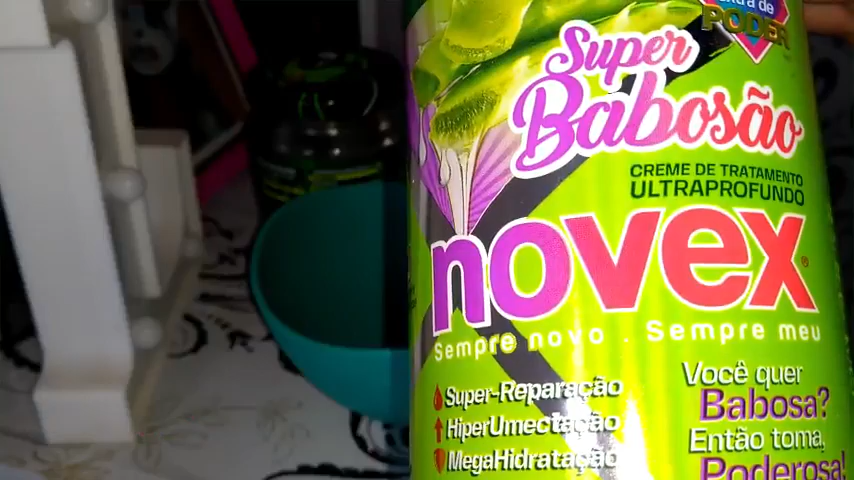 PODER
Super
Babosão
CREME DE TRATAMENTO
ULTRAPROFUNDO
novex®
Sempre novo . Sempre meu
Super-Reparação
HiperUmectação
MegaHidratação
Você quer
Babosa?
Então toma,
Poderosa!